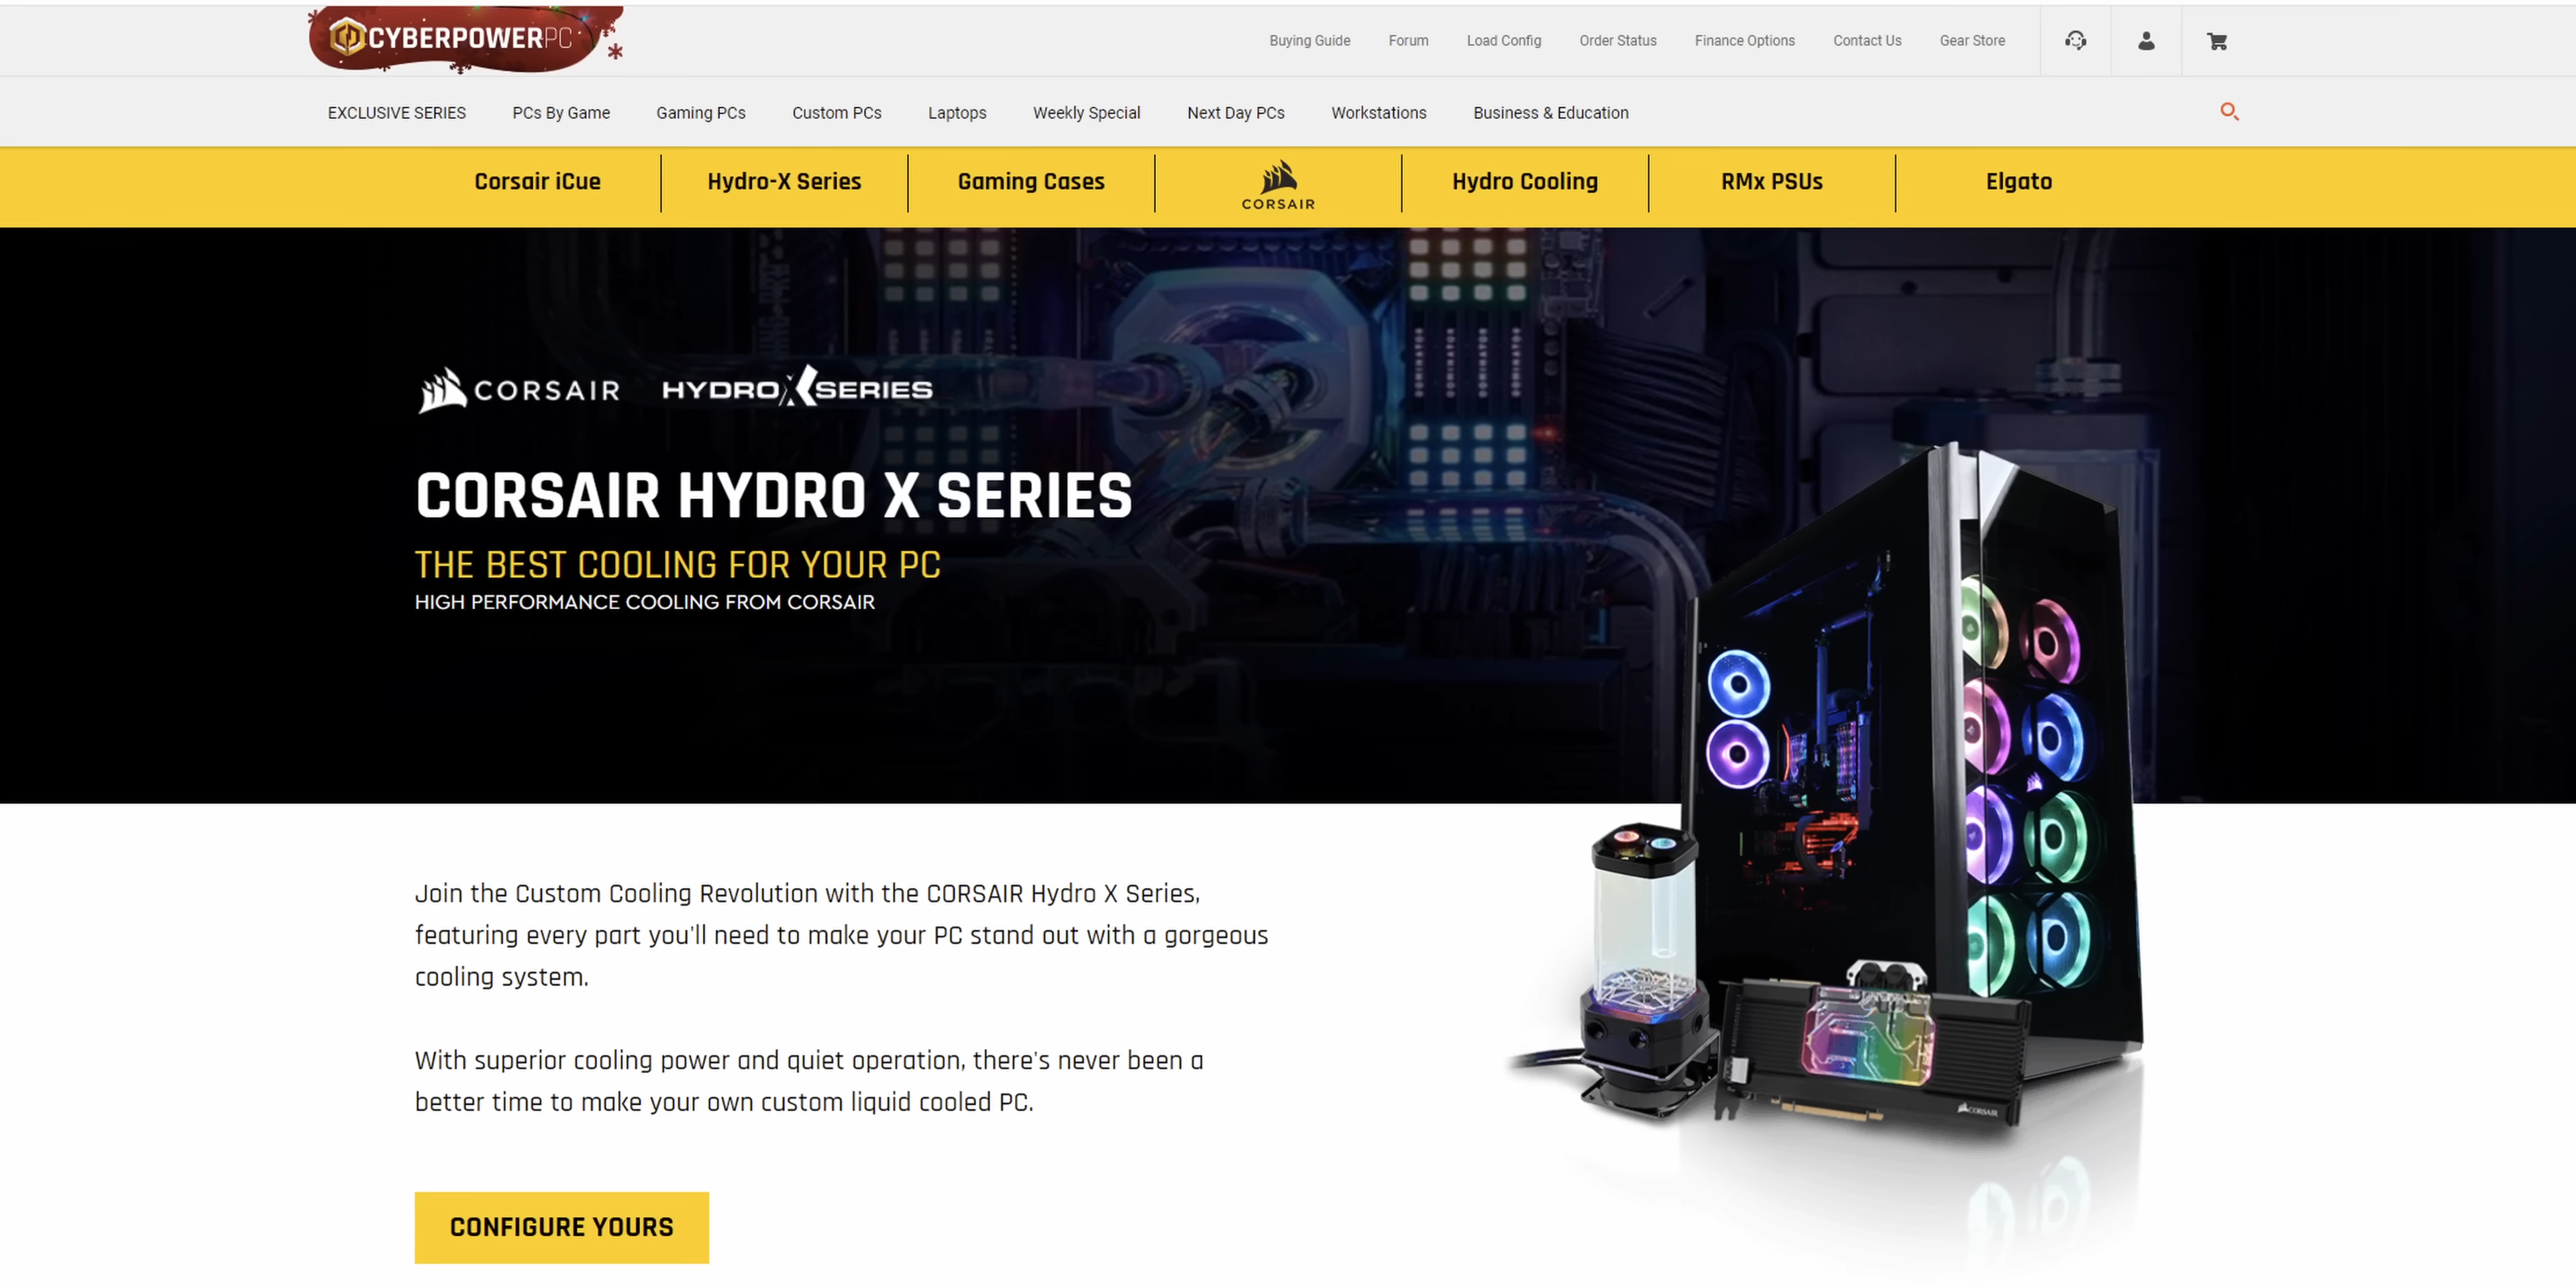 CYBERPOWERPC
Buying Guide Forum Load Config Order Status Finance Options Contact Us Gear Store
EXCLUSIVE SERIES PCs By Game Gaming PCs Custom PCs Laptops Weekly Special Next Day PCs Workstations Business & Education
Corsair iCue Hydro-X Series Gaming Cases CORSAIR Hydro Cooling RMx PSUs Elgato
CORSAIR HYDRO X SERIES
CORSAIR HYDRO X SERIES
THE BEST COOLING FOR YOUR PC
HIGH PERFORMANCE COOLING FROM CORSAIR
Join the Custom Cooling Revolution with the CORSAIR Hydro X Series,
featuring every part you'll need to make your PC stand out with a gorgeous
cooling system.
With superior cooling power and quiet operation, there's never been a
better time to make your own custom liquid cooled PC.
CORSAIR
CONFIGURE YOURS